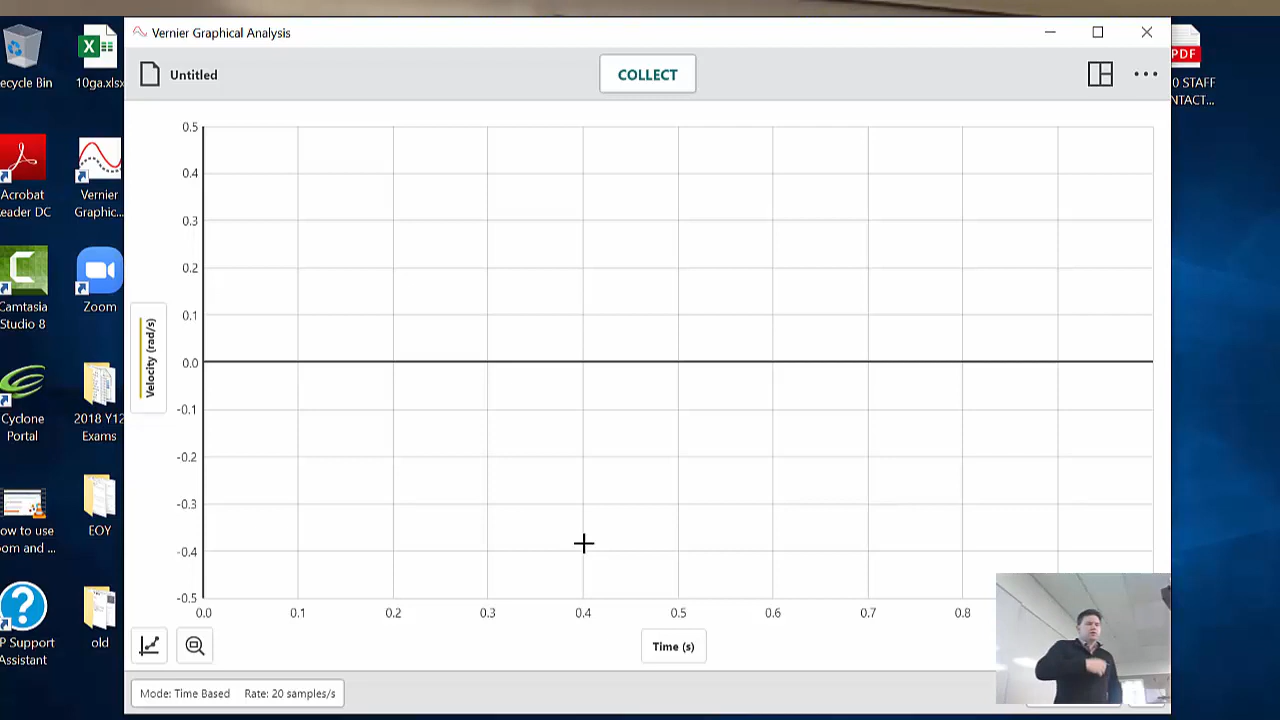 Vernier Graphical Analysis
Untitled
COLLECT
0.5
0.4
0.3
0.2
0.1
0.0
-0.1
-0.2
-0.3
-0.4
-0.5
Velocity (rad/s)
0.0 0.1 0.2 0.3 0.4 0.5 0.6 0.7 0.8
Time (s)
Mode: Time Based Rate: 20 samples/s
ecycle Bin
10ga.xlsx
Acrobat
eader DC
Vernier
Graphic...
Camtasia
Studio 8
Zoom
Cyclone
Portal
2018 Y12
Exams
ow to use
oom and ...
EOY
P Support
Assistant
old
PDF
0 STAFF
NTACT...